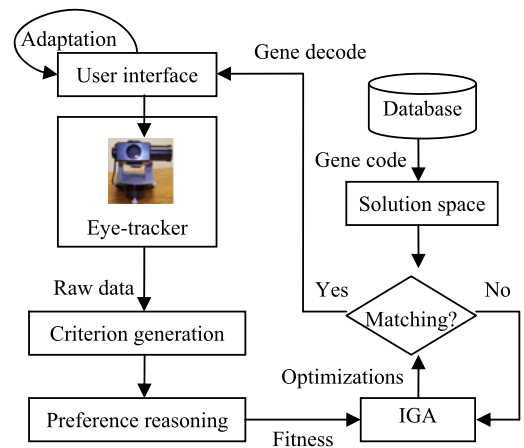 Adaptation
User interface
Gene decode
Database
Gene code
Solution space
Eye-tracker
Raw data
Yes
No
Matching?
Criterion generation
Optimizations
Preference reasoning
Fitness
IGA